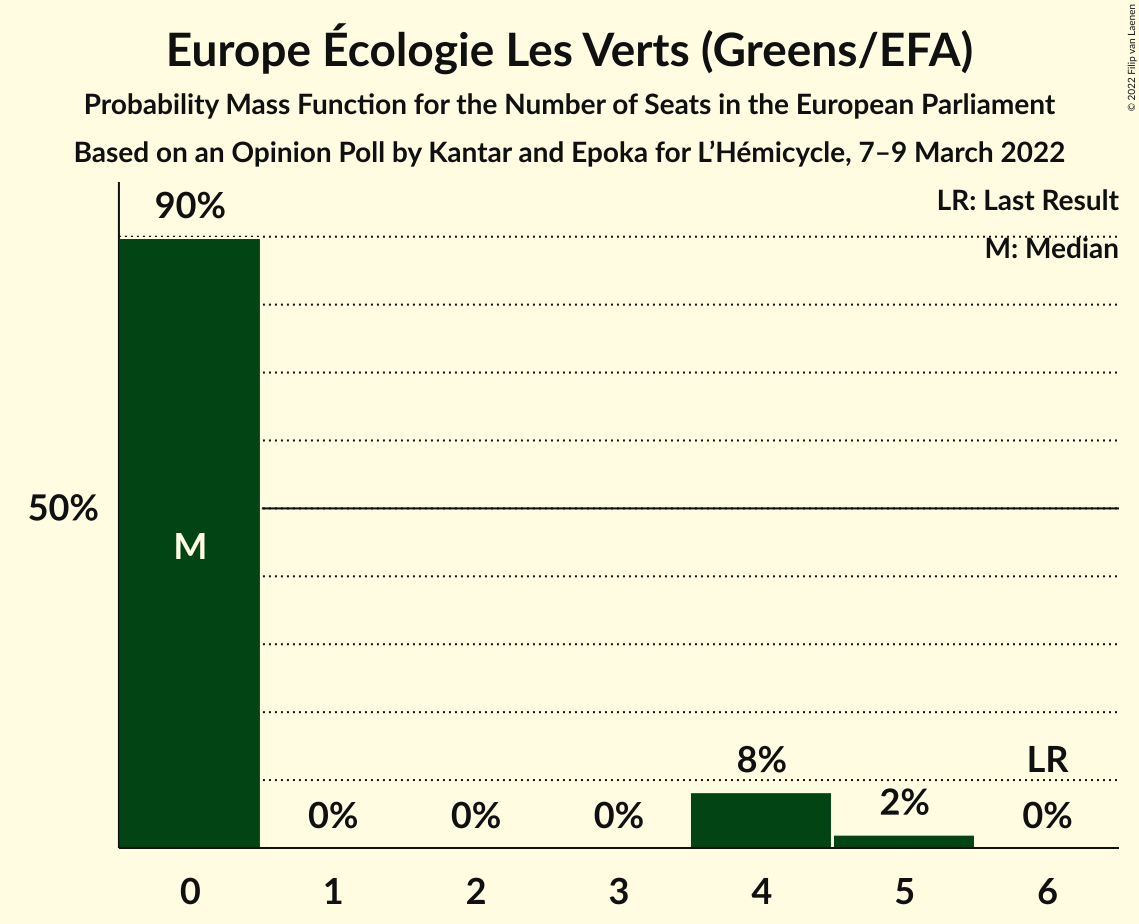 Europe Écologie Les Verts (Greens/EFA)
Probability Mass Function for the Number of Seats in the European Parliament
Based on an Opinion Poll by Kantar and Epoka for L’Hémicycle, 7–9 March 2022
© 2022 Filip van Laenen
LR: Last Result
M: Median
90%
50%
M
8%
LR
0%
0%
0%
2%
0%
0
1
2
3
4
5
6